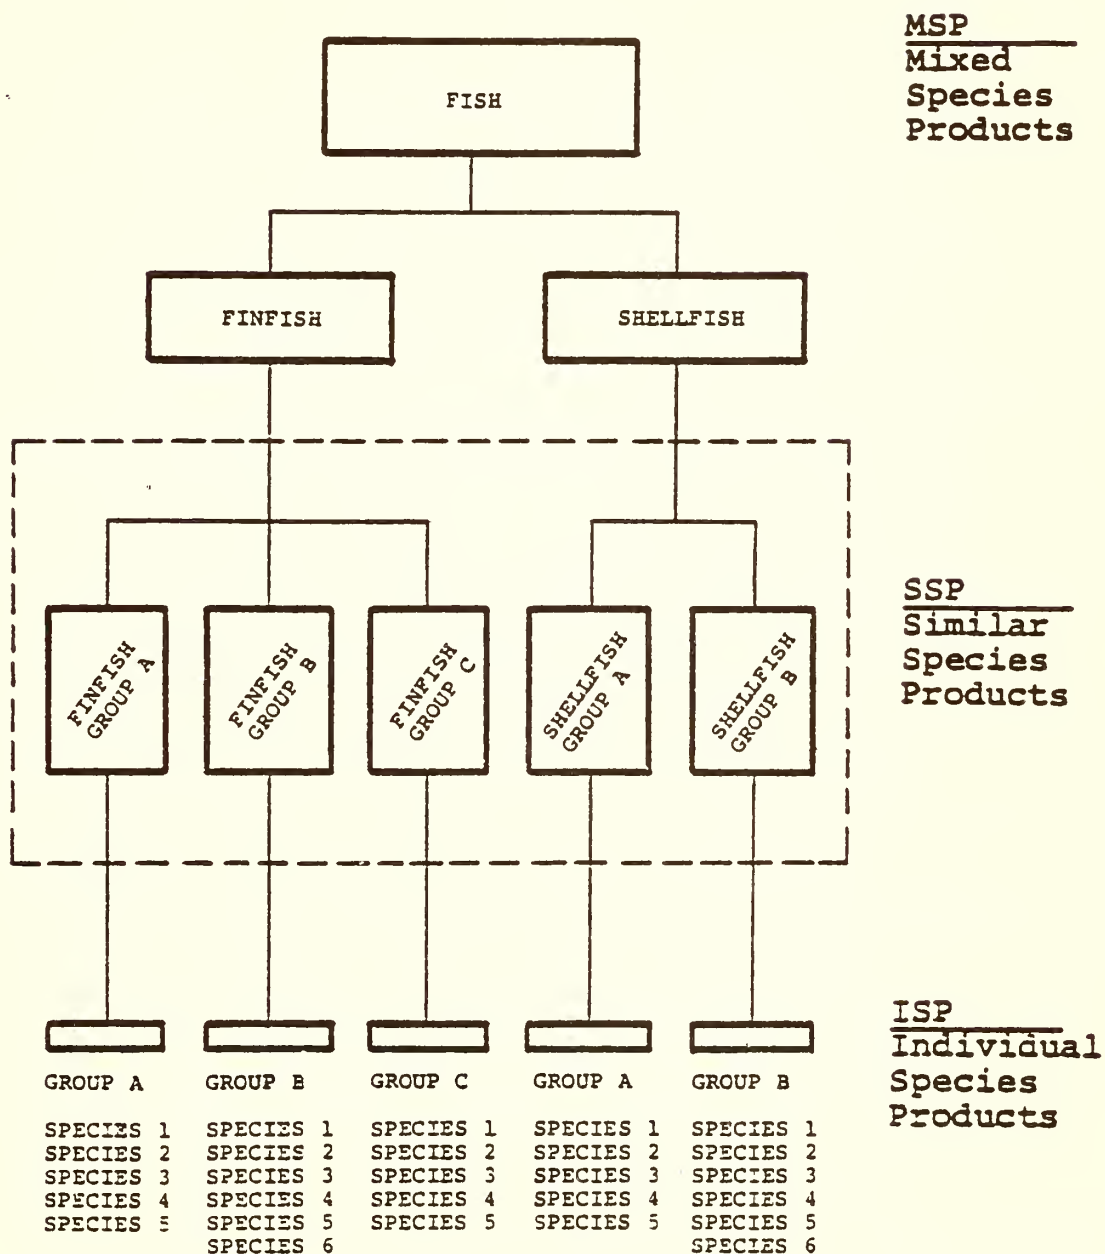 MSP
Mixed
Species
Products
FISH
FINFISH
SHELLFISH
SSP
Similar
Species
Products
FINFISH
GROUP A
FINFISH
GROUP B
FINFISH
GROUP C
SHELLFISH
GROUP A
SHELLFISH
GROUP B
ISP
Individual
Species
Products
GROUP A
SPECIES 1
SPECIES 2
SPECIES 3
SPECIES 4
SPECIES 5
GROUP B
SPECIES 1
SPECIES 2
SPECIES 3
SPECIES 4
SPECIES 5
SPECIES 6
GROUP C
SPECIES 1
SPECIES 2
SPECIES 3
SPECIES 4
SPECIES 5
GROUP A
SPECIES 1
SPECIES 2
SPECIES 3
SPECIES 4
SPECIES 5
GROUP B
SPECIES 1
SPECIES 2
SPECIES 3
SPECIES 4
SPECIES 5
SPECIES 6